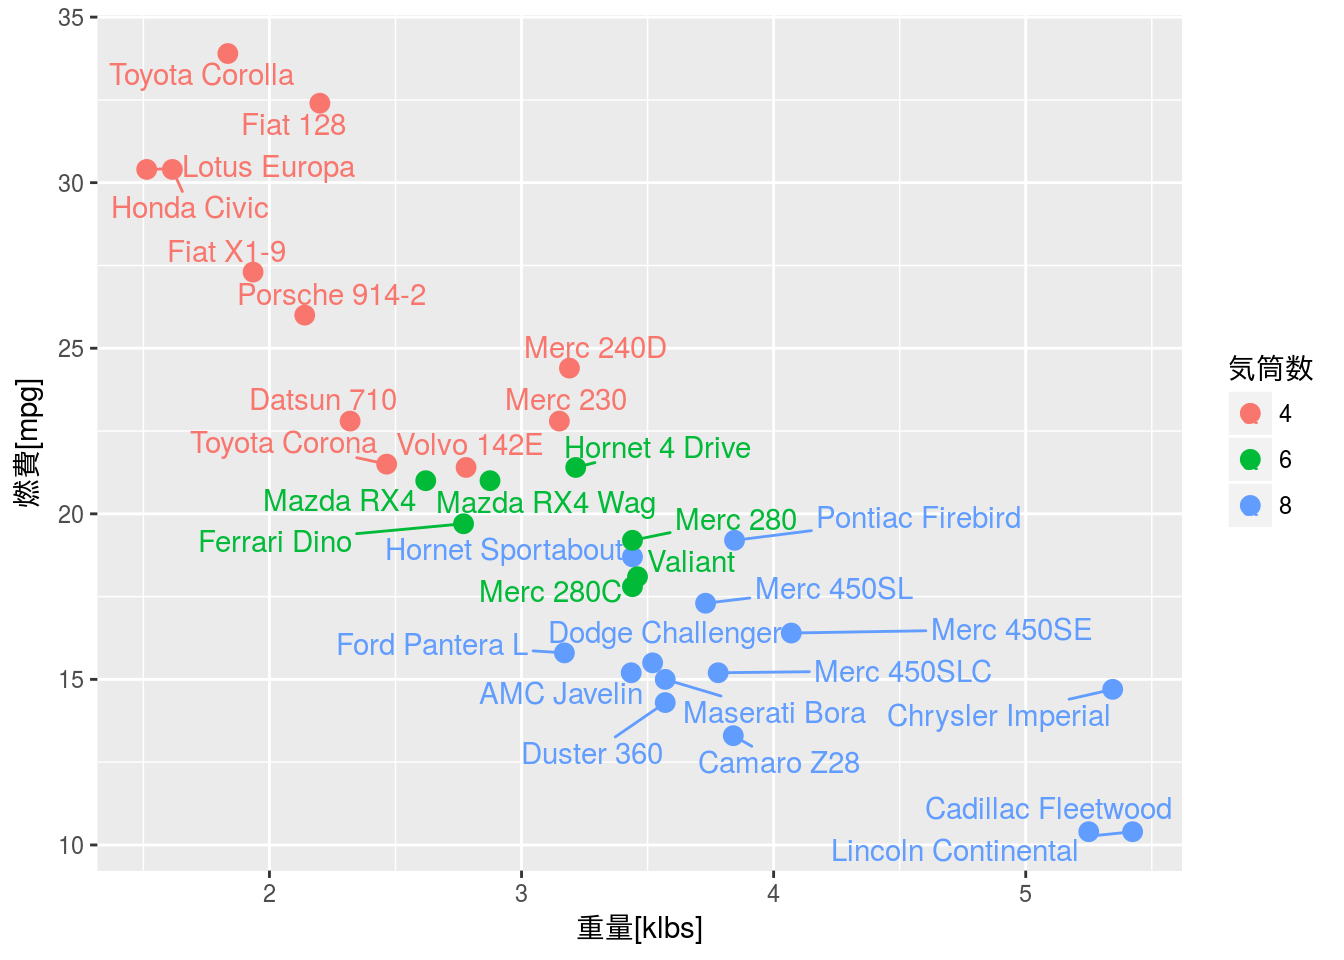 35
Toyota Corolla
Fiat 128
Lotus Europa
30
Honda Civic
Fiat X1-9
Porsche 914-2
25
Merc 240D
Datsun 710
Merc 230
Toyota Corona
Volvo 142E
Hornet 4 Drive
Mazda RX4
Mazda RX4 Wag
20
Merc 280
Pontiac Firebird
Ferrari Dino
Hornet Sportabout
Valiant
Merc 280C
Merc 450SL
Dodge Challenger
Merc 450SE
Ford Pantera L
15
Merc 450SLC
AMC Javelin
Maserati Bora
Chrysler Imperial
Duster 360
Camaro Z28
Cadillac Fleetwood
10
Lincoln Continental
2
3
4
5
重量[klbs]
燃費[mpg]
気筒数
4
6
8